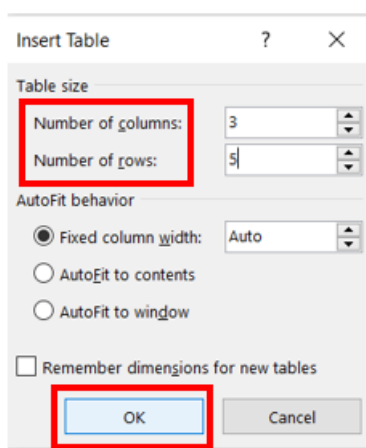 Insert Table ?
Table size
Number of columns: 3
Number of rows: 5
AutoFit behavior
Fixed column width: Auto
AutoFit to contents
AutoFit to window
Remember dimensions for new tables
OK Cancel